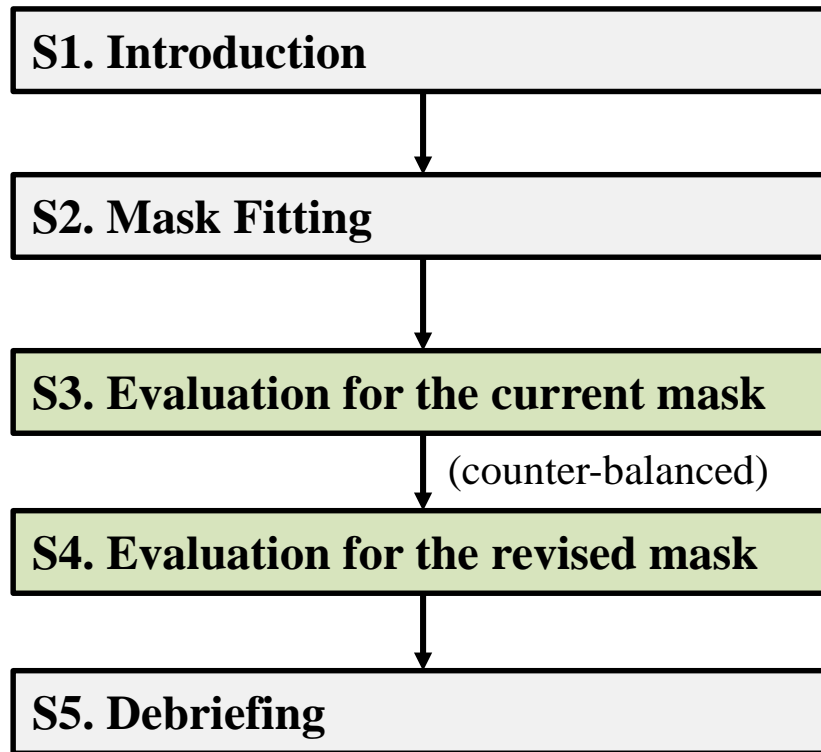 S1. Introduction
S2. Mask Fitting
S3. Evaluation for the current mask
(counter-balanced)
S4. Evaluation for the revised mask
S5. Debriefing